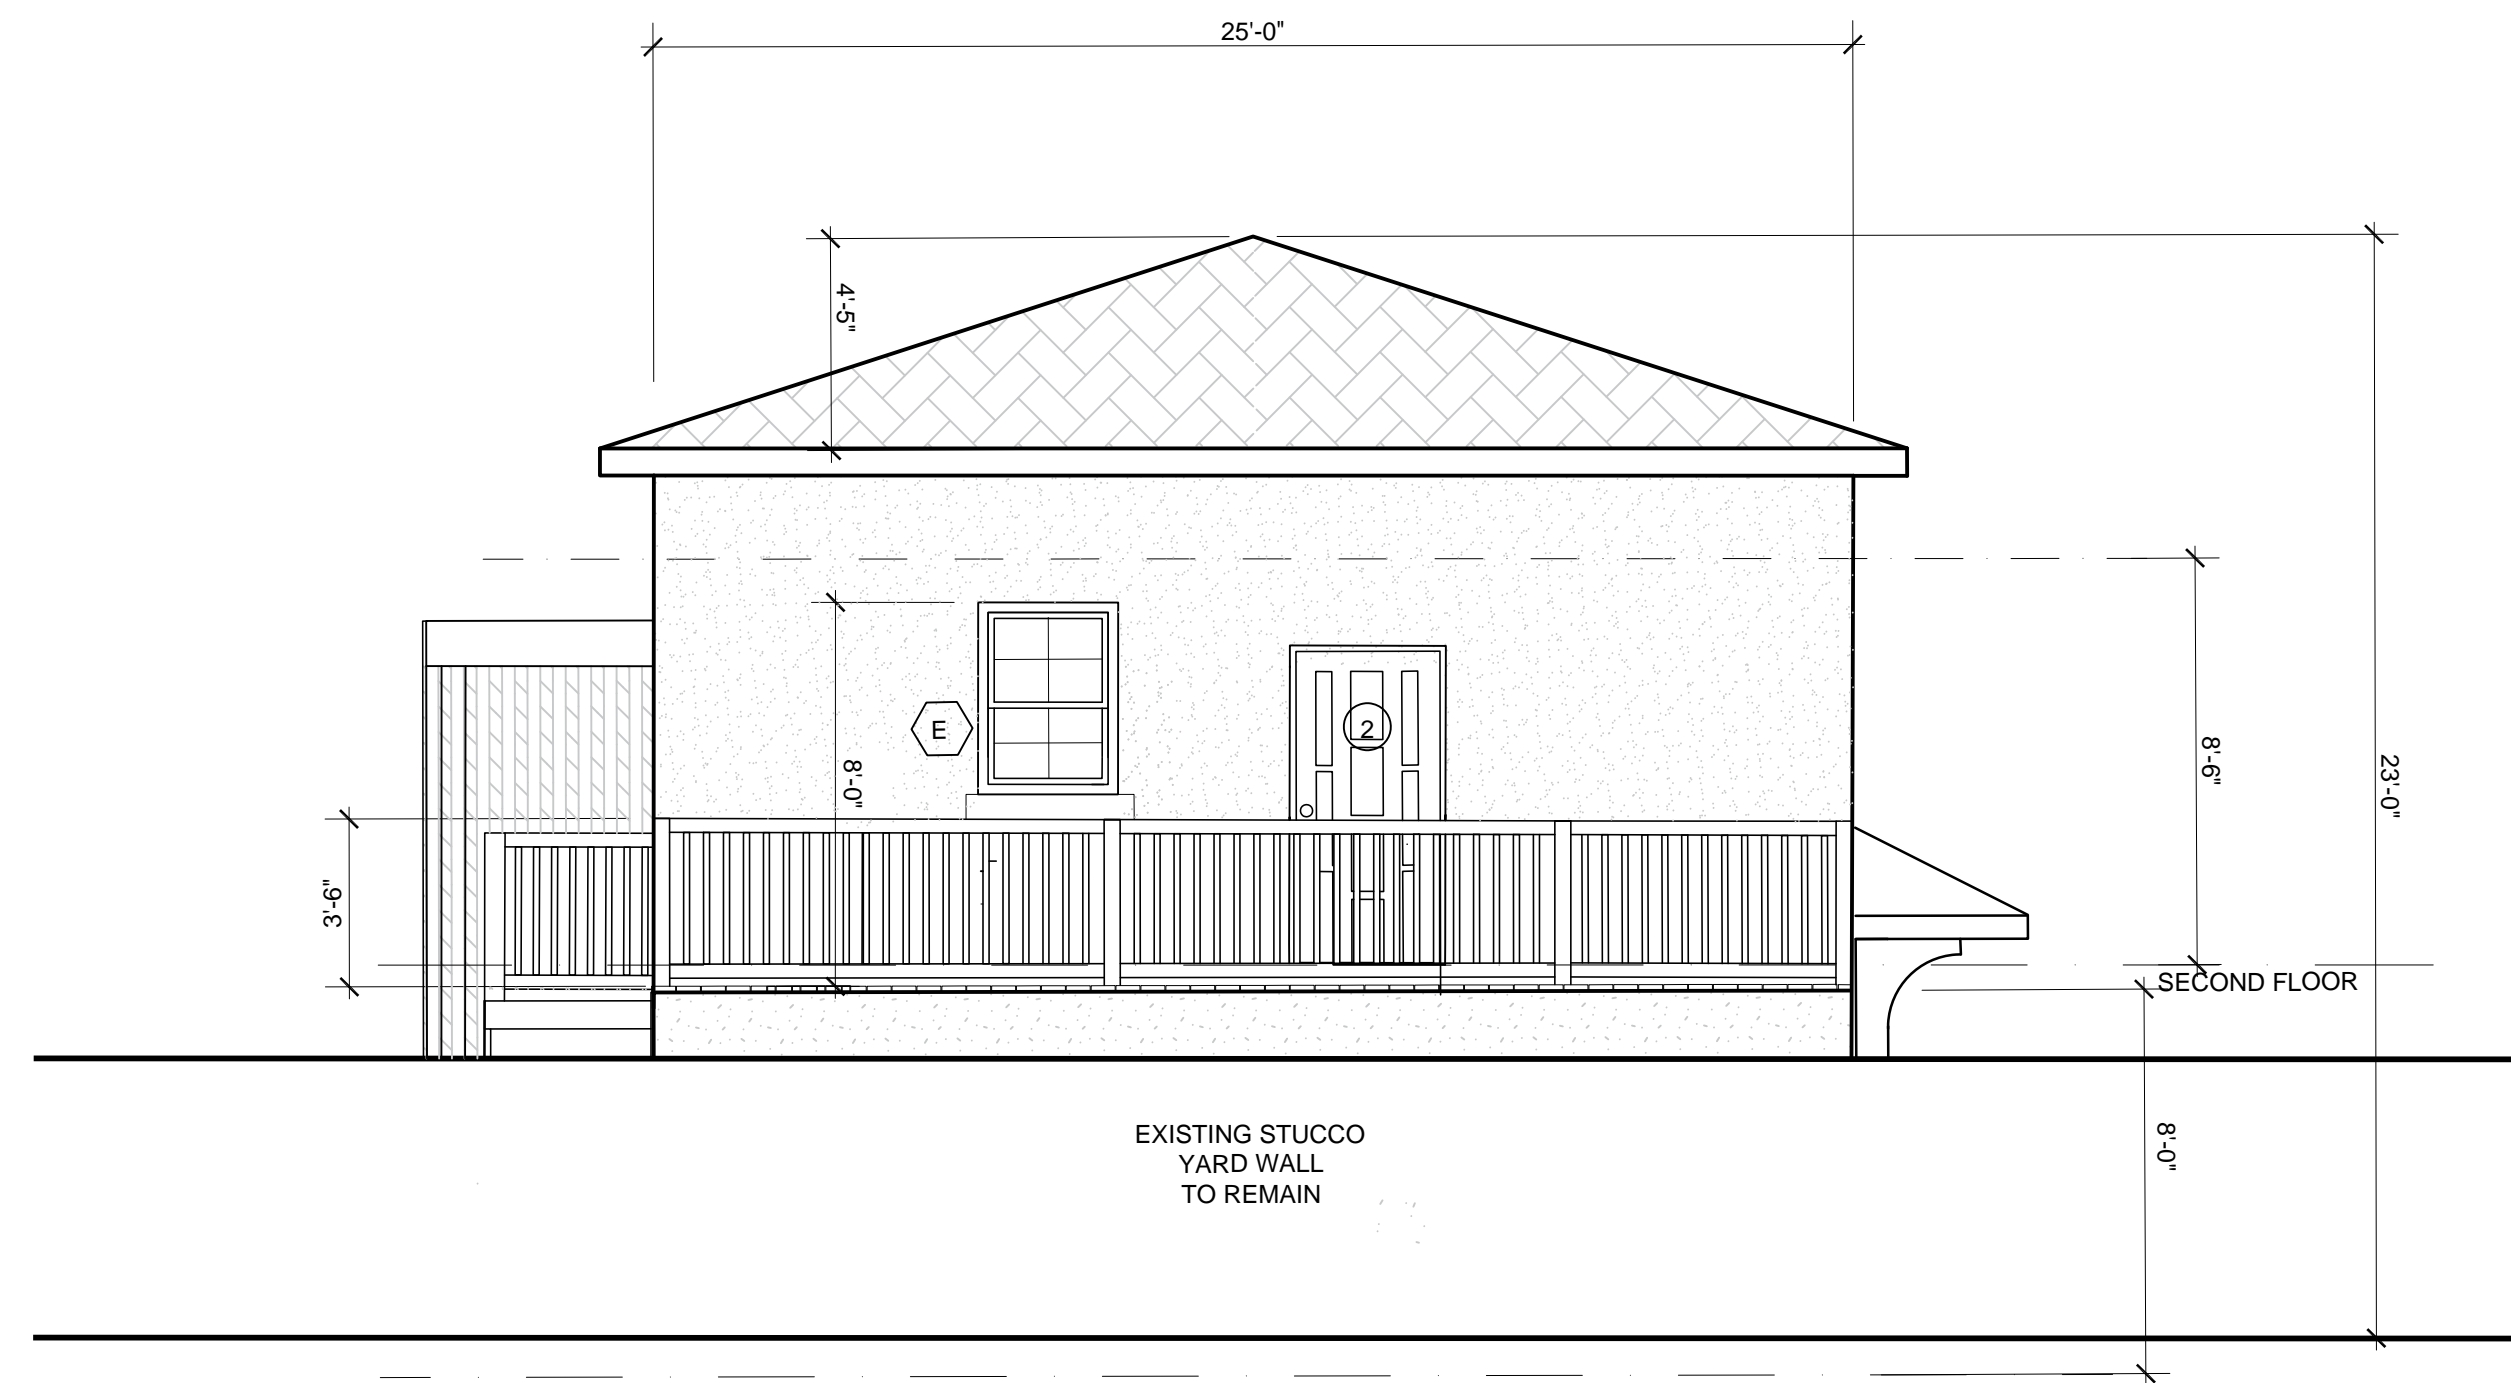 25'-0"
4'-5"
E
2
8'-0"
8'-6"
23'-0"
3'-6"
SECOND FLOOR
EXISTING STUCCO
YARD WALL
TO REMAIN
8'-0"